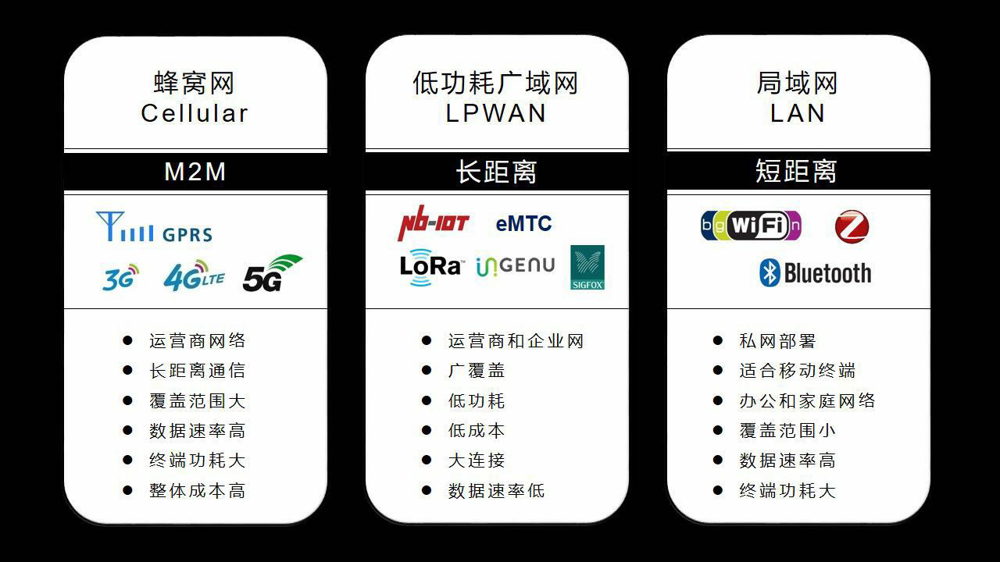 蜂窝网
Cellular
M2M
GPRS
3G 4G LTE 5G
运营商网络
长距离通信
覆盖范围大
数据速率高
终端功耗大
整体成本高
低功耗广域网
LPWAN
长距离
NB-IOT eMTC
LoRa™ inGENU SIGFOX
运营商和企业网
广覆盖
低功耗
低成本
大连接
数据速率低
局域网
LAN
短距离
bg WiFi n Z
Bluetooth
私网部署
适合移动终端
办公和家庭网络
覆盖范围小
数据速率高
终端功耗大